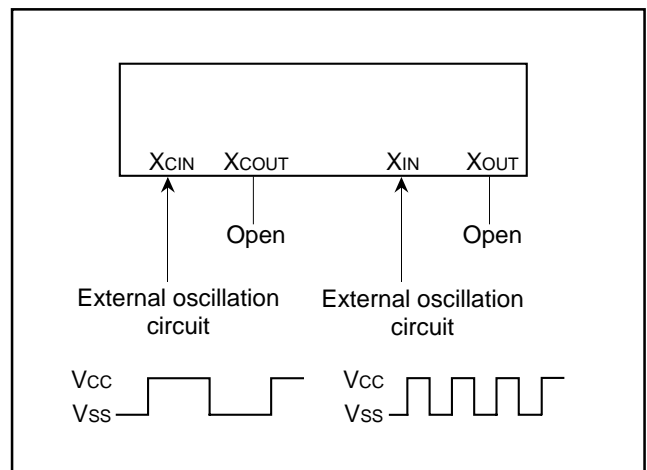 XCIN XCOUT XIN XOUT
Open Open
External oscillation circuit
External oscillation circuit
VCC
VSS
VCC
VSS